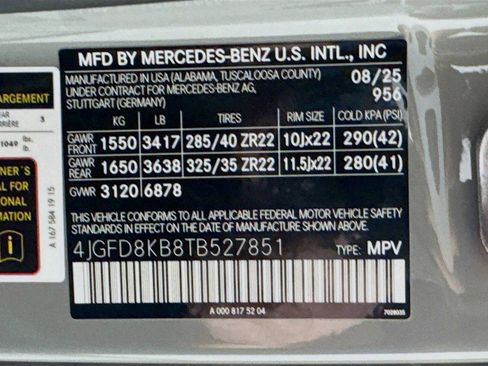 MFD BY MERCEDES-BENZ U.S. INTL., INC
MANUFACTURED IN USA (ALABAMA, TUSCALOOSA COUNTY) 08/25
UNDER CONTRACT FOR MERCEDES-BENZ AG, 956
STUTTGART (GERMANY)
KG LB TIRES RIM SIZE COLD KPA (PSI)
GAWR FRONT 1550 3417 285/40 ZR22 10Jx22 290(42)
GAWR REAR 1650 3638 325/35 ZR22 11.5Jx22 280(41)
GVWR 3120 6878
THIS VEHICLE CONFORMS TO ALL APPLICABLE FEDERAL MOTOR VEHICLE SAFETY
STANDARDS IN EFFECT ON THE DATE OF MANUFACTURE SHOWN ABOVE.
4JGFD8KB8TB527851 TYPE: MPV
A 000 817 52 04
ARGEMENT
3
1049 lbs.
lb.
A 167 584 19 15